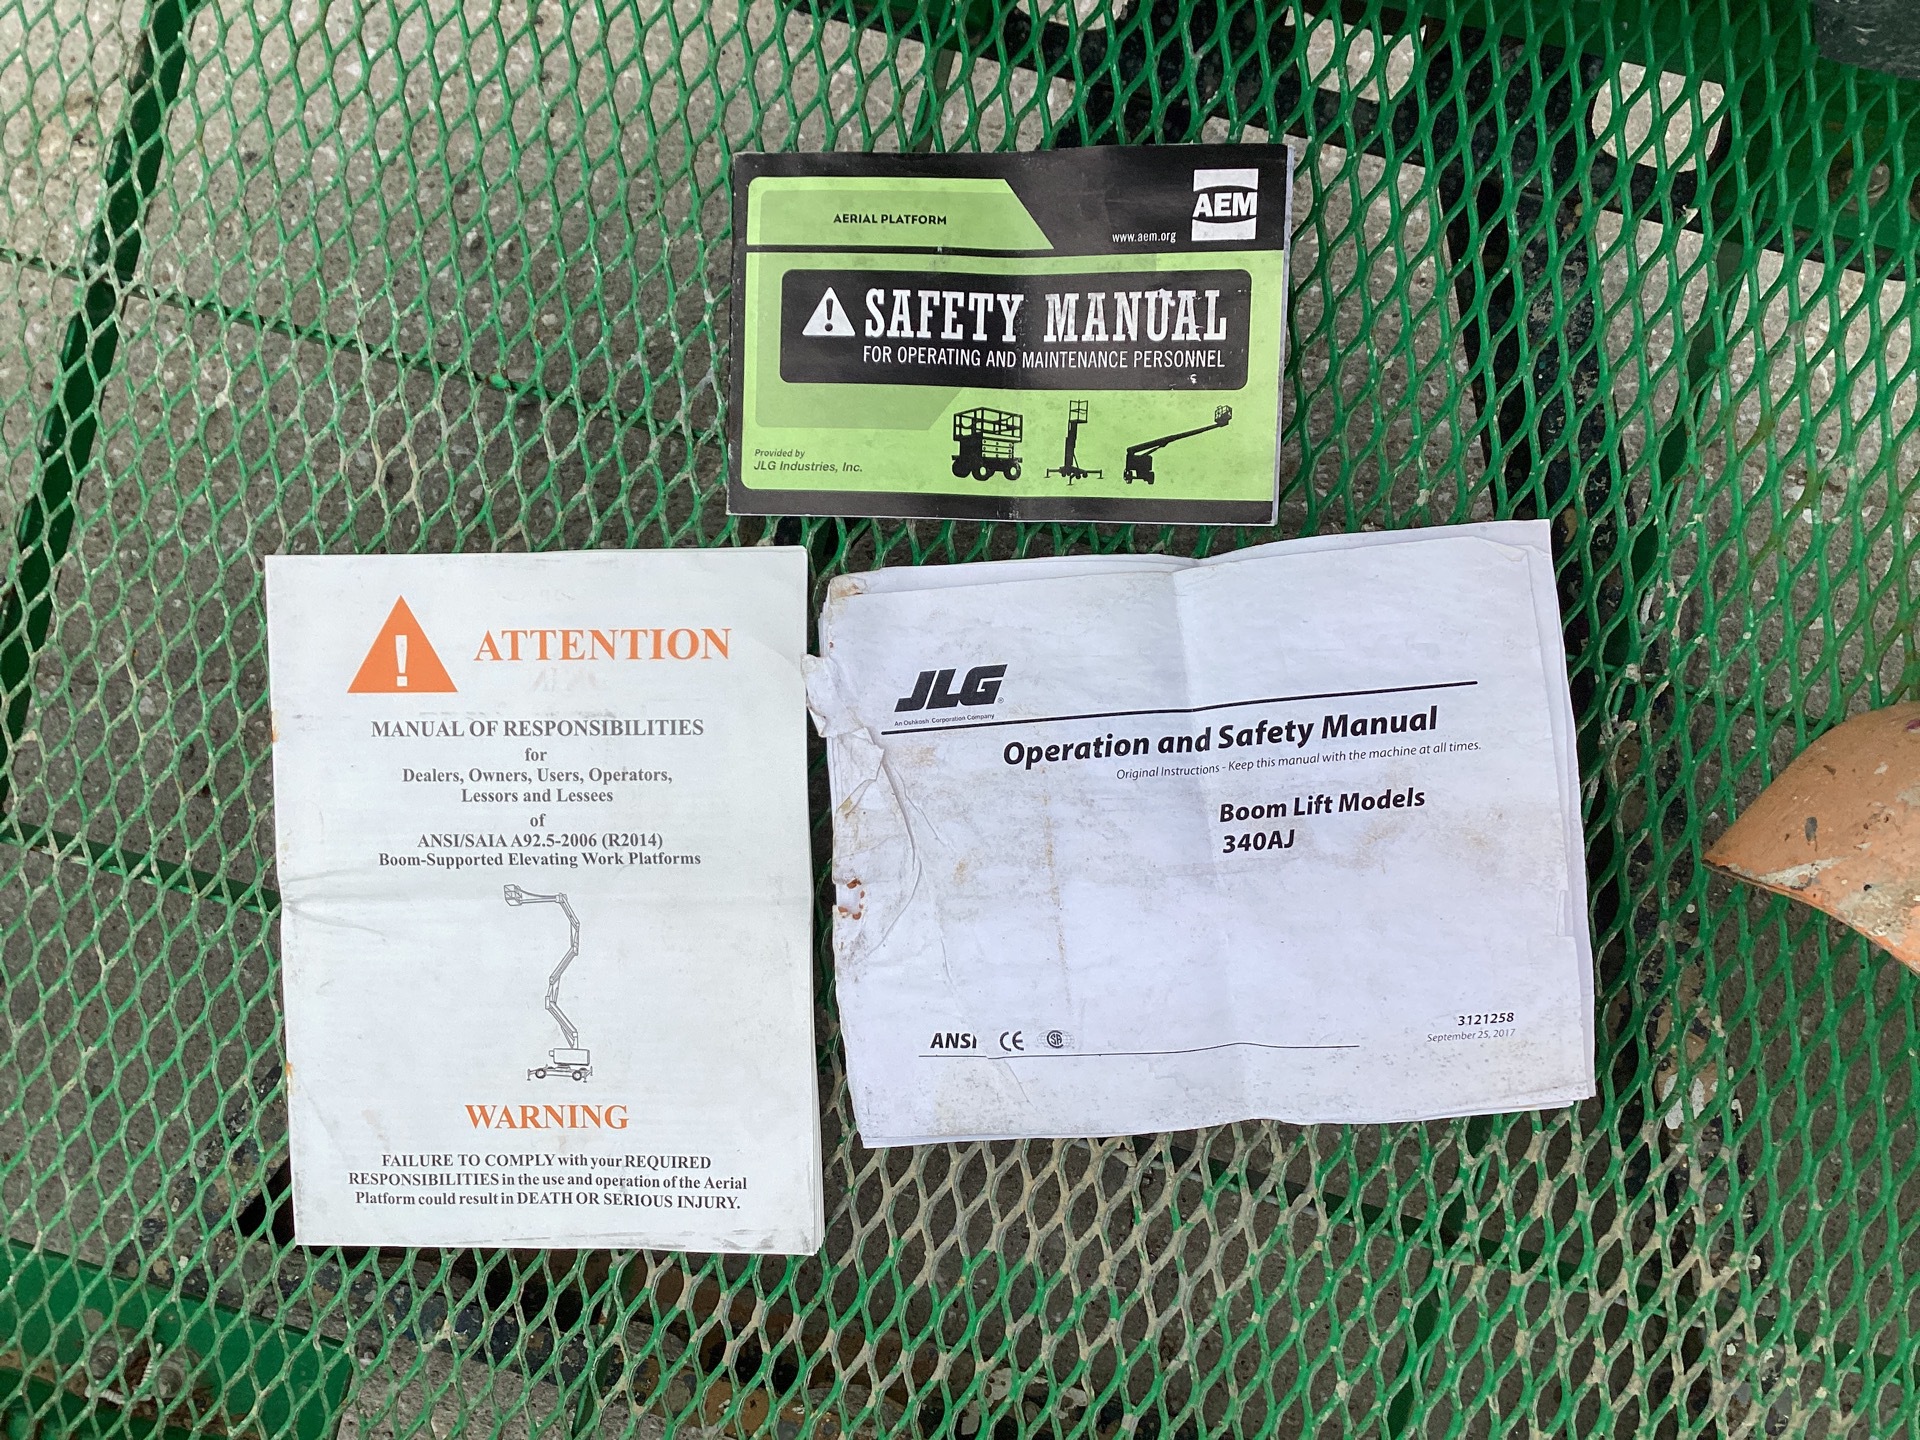 AERIAL PLATFORM
www.aem.org
AEM
SAFETY MANUAL
FOR OPERATING AND MAINTENANCE PERSONNEL
Provided by
JLG Industries, Inc.
ATTENTION
MANUAL OF RESPONSIBILITIES
for
Dealers, Owners, Users, Operators,
Lessors and Lessees
of
ANSI/SAIA A92.5-2006 (R2014)
Boom-Supported Elevating Work Platforms
WARNING
FAILURE TO COMPLY with your REQUIRED
RESPONSIBILITIES in the use and operation of the Aerial
Platform could result in DEATH OR SERIOUS INJURY.
JLG®
An Oshkosh Corporation Company
Operation and Safety Manual
Original Instructions - Keep this manual with the machine at all times.
Boom Lift Models
340AJ
ANSI CE CSA
3121258
September 25, 2017